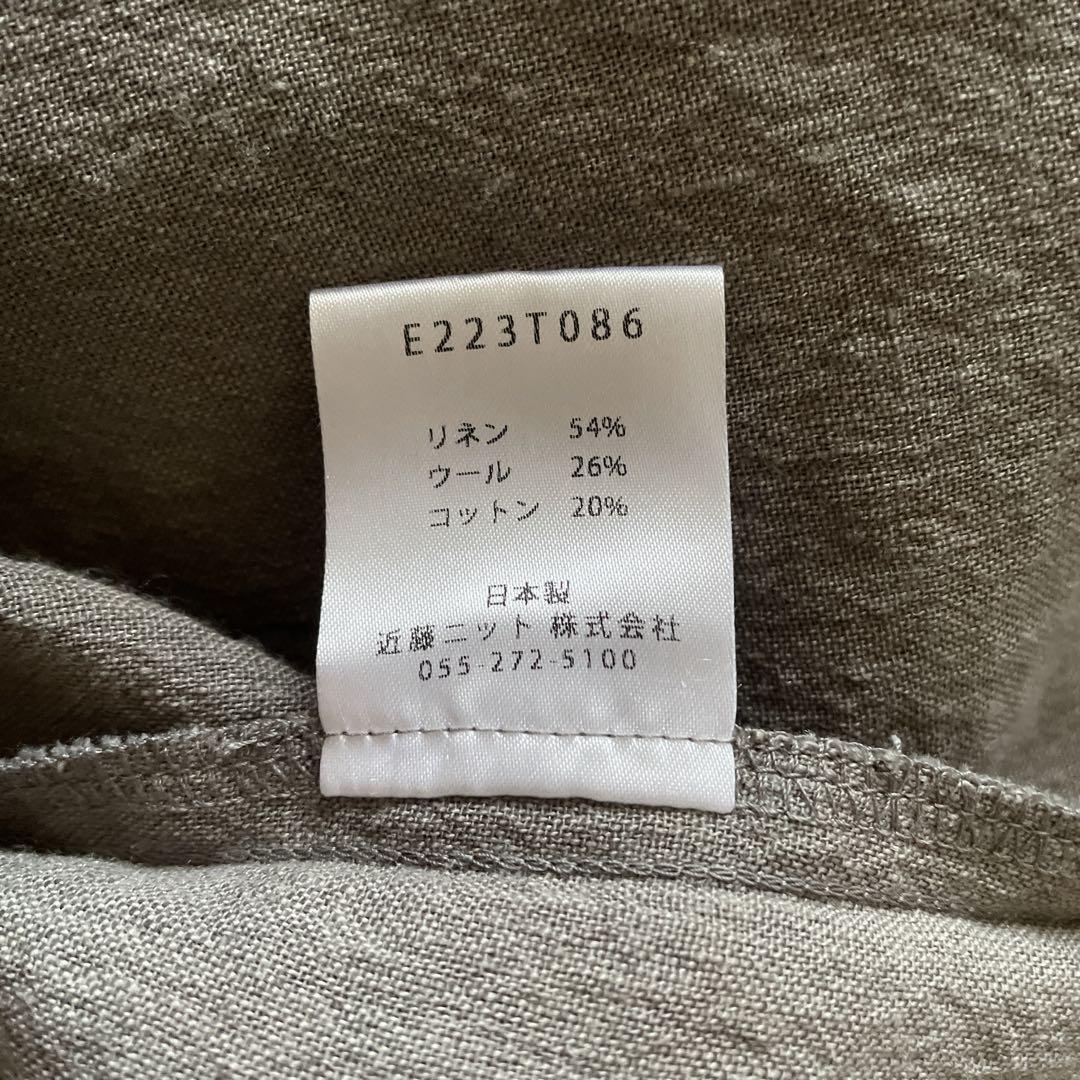 E223T086
リネン 54%
ウール 26%
コットン 20%
日本製
近藤ニット 株式会社
055-272-5100